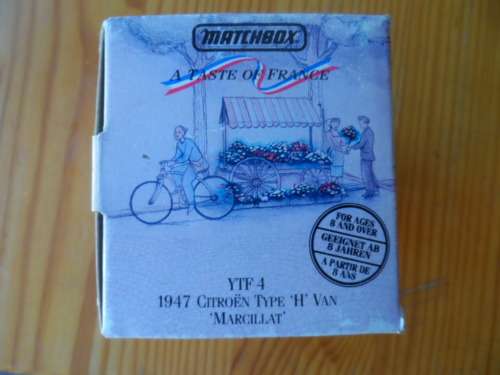 MATCHBOX
A TASTE OF FRANCE
FOR AGES
8 AND OVER
GEEIGNET AB
8 JAHREN
A PARTIR DE
8 ANS
YTF 4
1947 CITROËN TYPE 'H' VAN
'MARCILLAT'